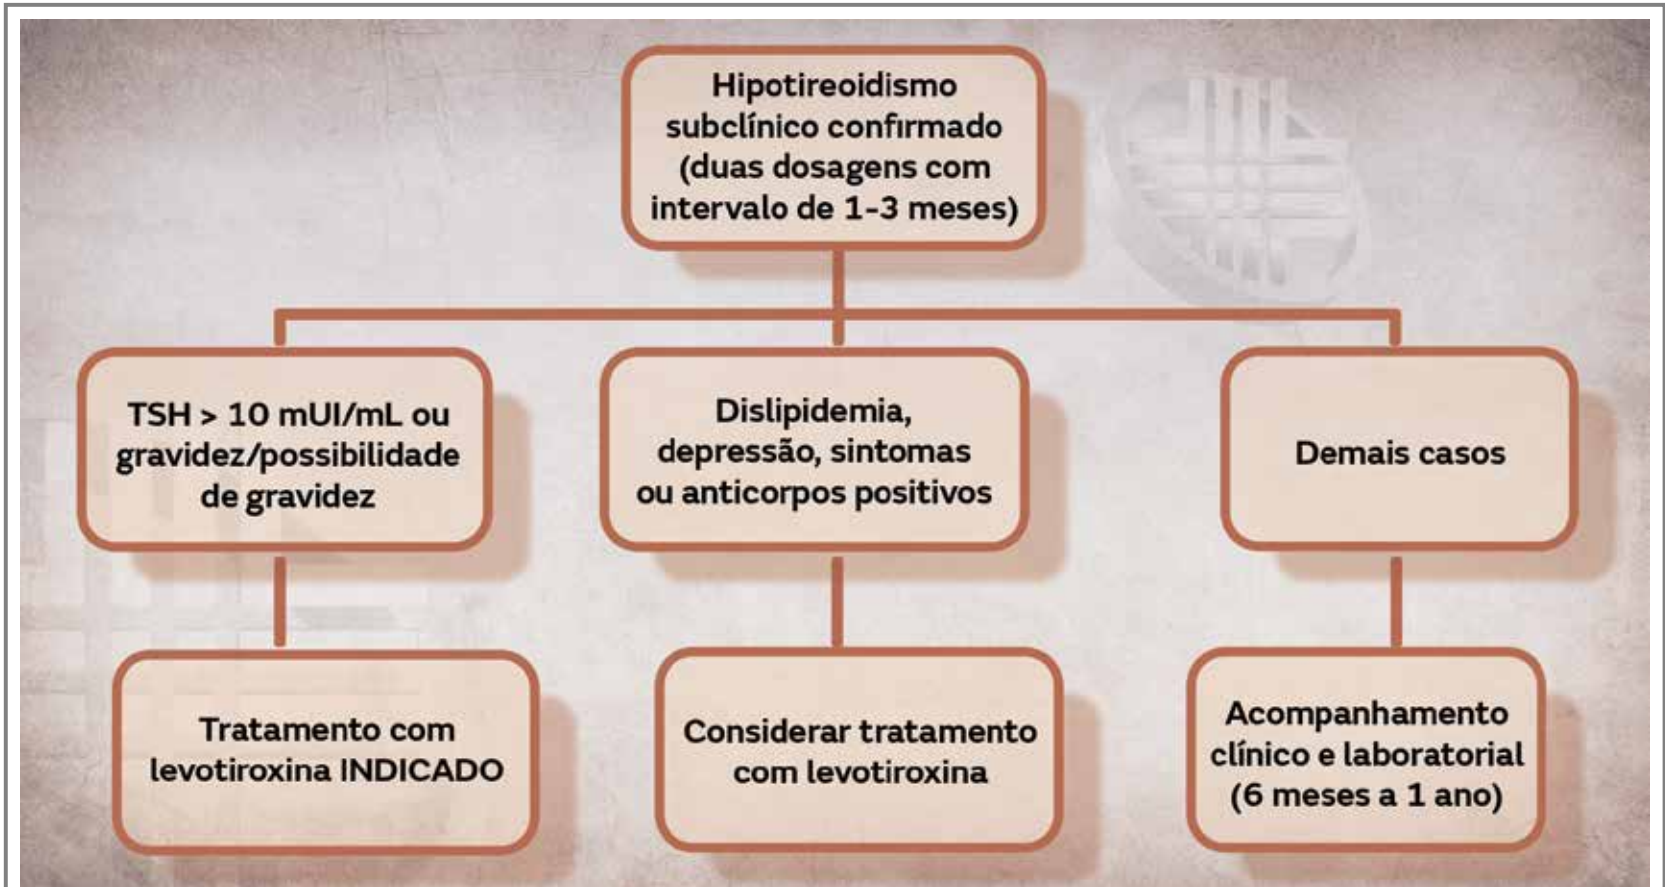 Hipotireoidismo
subclínico confirmado
(duas dosagens com
intervalo de 1-3 meses)
TSH > 10 mUI/mL ou
gravidez/possibilidade
de gravidez
Dislipidemia,
depressão, sintomas
ou anticorpos positivos
Demais casos
Tratamento com
levotiroxina INDICADO
Considerar tratamento
com levotiroxina
Acompanhamento
clínico e laboratorial
(6 meses a 1 ano)